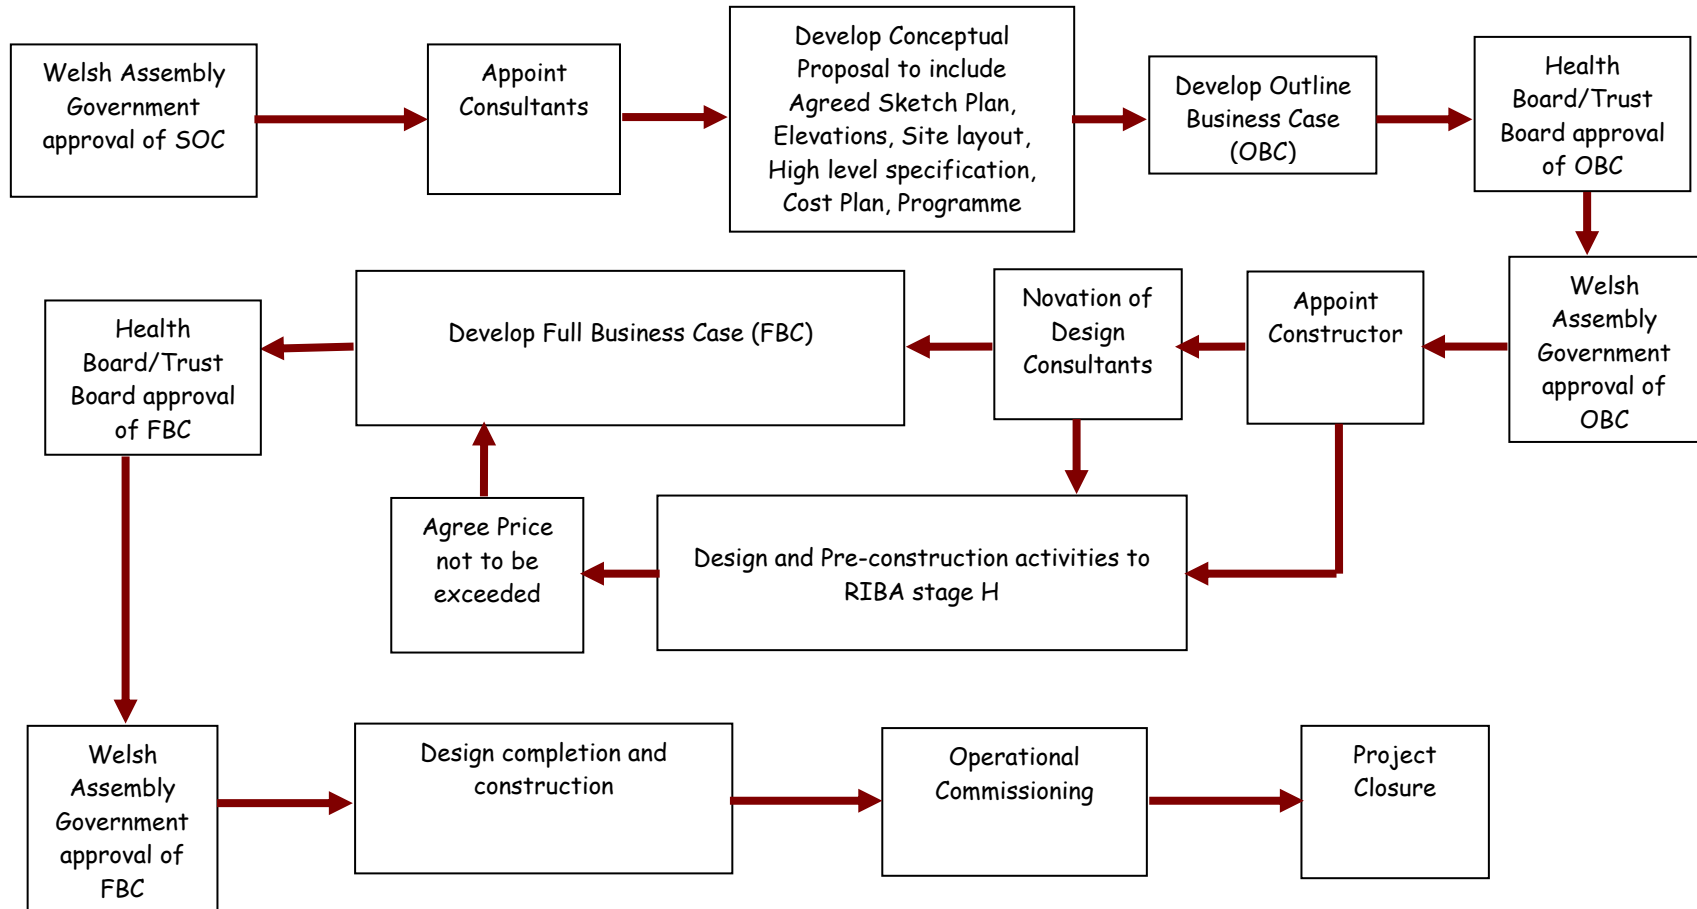 Welsh Assembly
Government
approval of SOC
Appoint
Consultants
Develop Conceptual
Proposal to include
Agreed Sketch Plan,
Elevations, Site layout,
High level specification,
Cost Plan, Programme
Develop Outline
Business Case
(OBC)
Health
Board/Trust
Board approval
of OBC
Welsh
Assembly
Government
approval of
OBC
Appoint
Constructor
Novation of
Design
Consultants
Develop Full Business Case (FBC)
Health
Board/Trust
Board approval
of FBC
Design and Pre-construction activities to
RIBA stage H
Agree Price
not to be
exceeded
Welsh
Assembly
Government
approval of
FBC
Design completion and
construction
Operational
Commissioning
Project
Closure